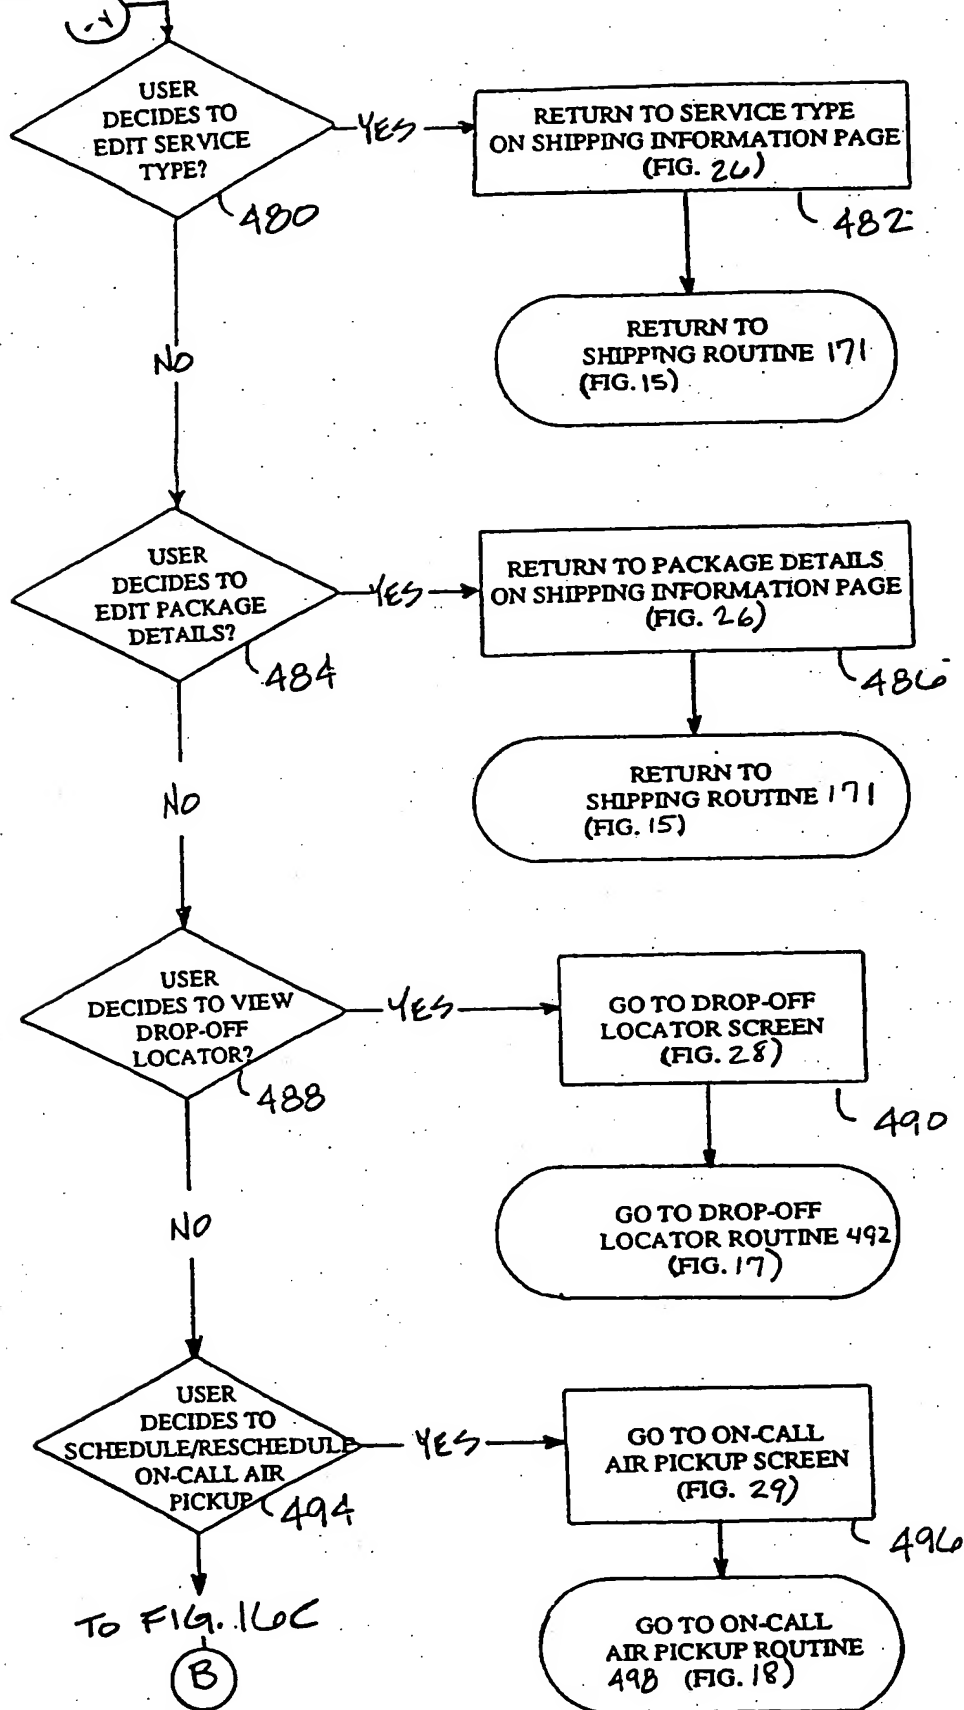 USER
DECIDES TO
EDIT SERVICE
TYPE?
480
YES
RETURN TO SERVICE TYPE
ON SHIPPING INFORMATION PAGE
(FIG. 26)
482
RETURN TO
SHIPPING ROUTINE 171
(FIG. 15)
NO
USER
DECIDES TO
EDIT PACKAGE
DETAILS?
484
YES
RETURN TO PACKAGE DETAILS
ON SHIPPING INFORMATION PAGE
(FIG. 26)
486
RETURN TO
SHIPPING ROUTINE 171
(FIG. 15)
NO
USER
DECIDES TO VIEW
DROP-OFF
LOCATOR?
488
YES
GO TO DROP-OFF
LOCATOR SCREEN
(FIG. 28)
490
GO TO DROP-OFF
LOCATOR ROUTINE 492
(FIG. 17)
NO
USER
DECIDES TO
SCHEDULE/RESCHEDULE
ON-CALL AIR
PICKUP
494
YES
GO TO ON-CALL
AIR PICKUP SCREEN
(FIG. 29)
496
GO TO ON-CALL
AIR PICKUP ROUTINE
498 (FIG. 18)
TO FIG. 16C
B